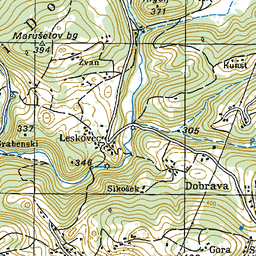 371
Marušetov bg
394
Zvan
Kunst
337
305
Leskovec
Grabenski
346
Sikošek
Dobrava
Gora